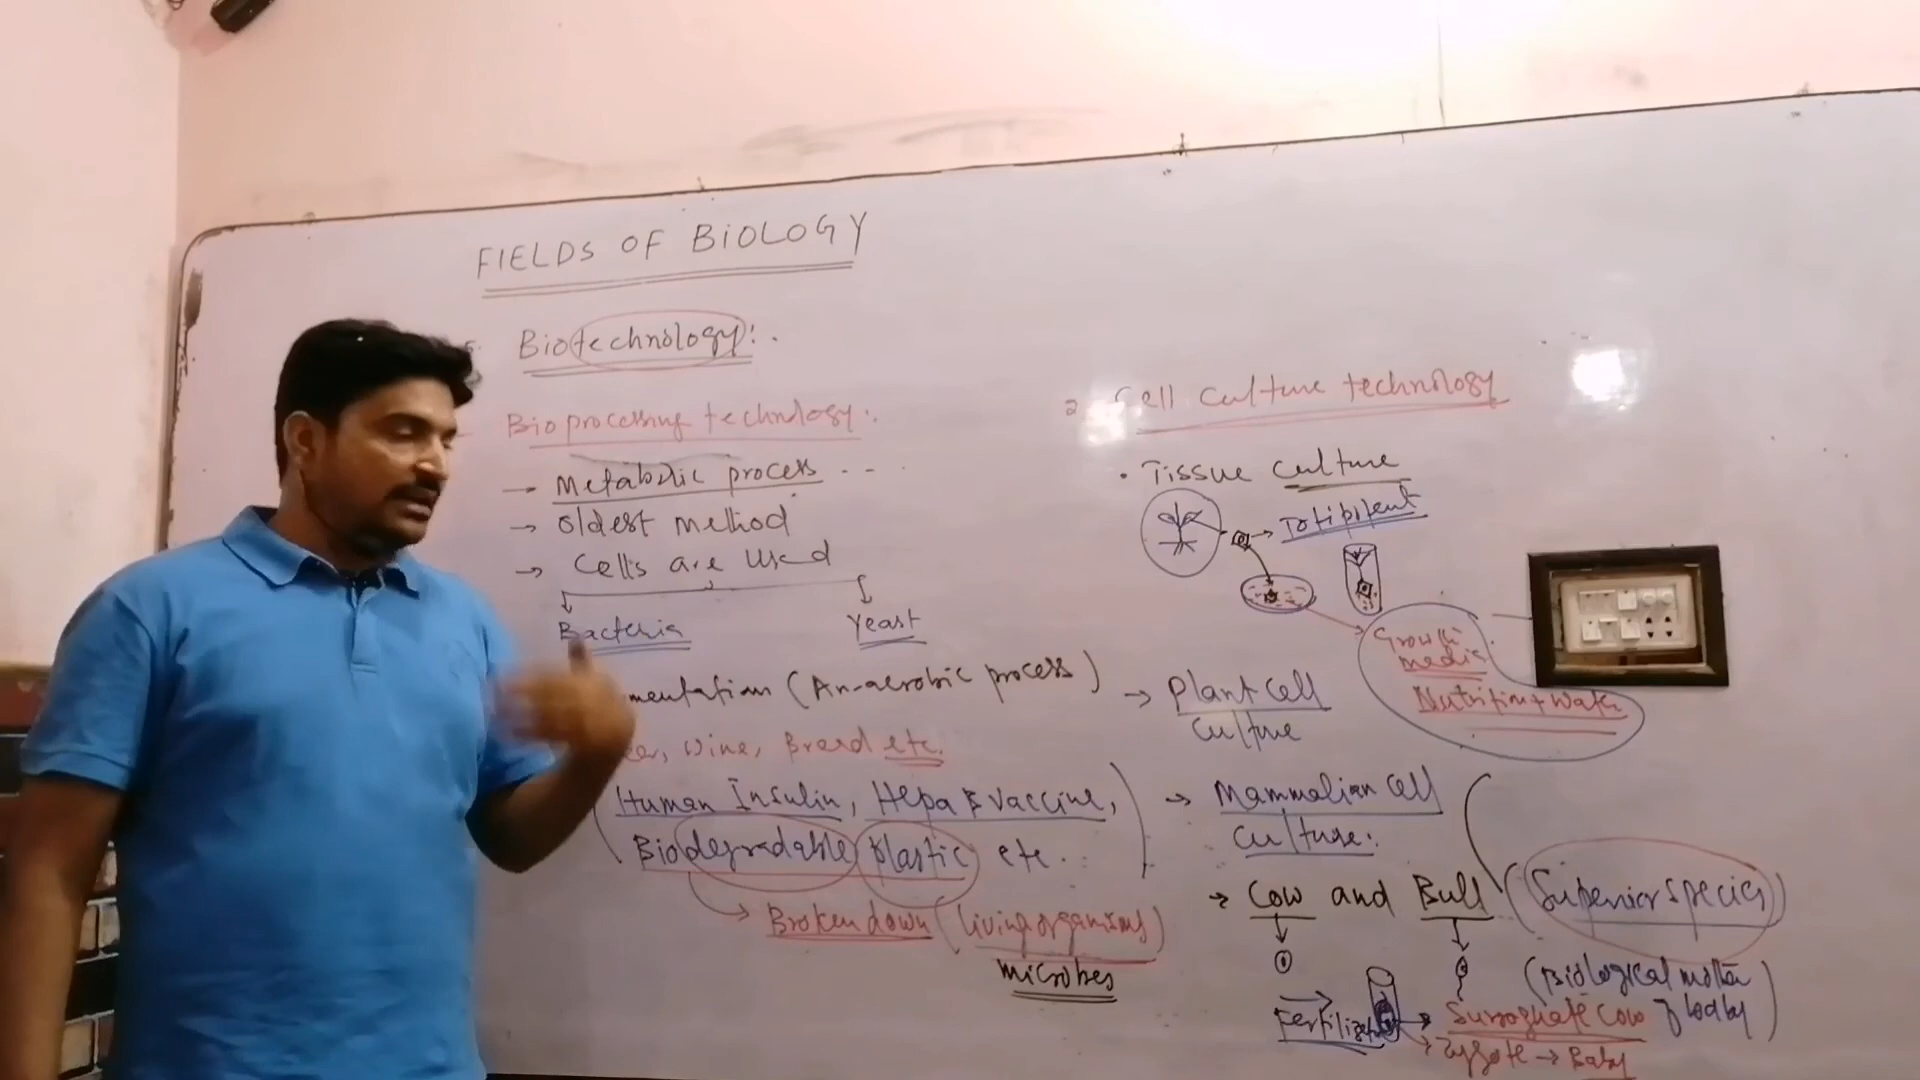 FIELDS OF BIOLOGY
Biotechnology:
Bioprocessing technology:
→ Metabolic process
→ oldest method
→ Cells are used
Bacteria Yeast
mentation (An-aerobic process)
, Wine, Bread etc.
Human Insulin, Hepa B Vaccine,
Biodegradable plastic etc.
→ Broken down (living organisms)
microbes
2 Cell Culture technology
• Tissue Culture
→ Totipotent
Growth
media
Nutrition + Water
→ Plant Cell
Culture
→ Mammalian Cell
Culture:
→ Cow and Bull (Superior species)
(Biological mother
of baby)
Fertilization → Surrogate Cow
→ Zygote → Baby